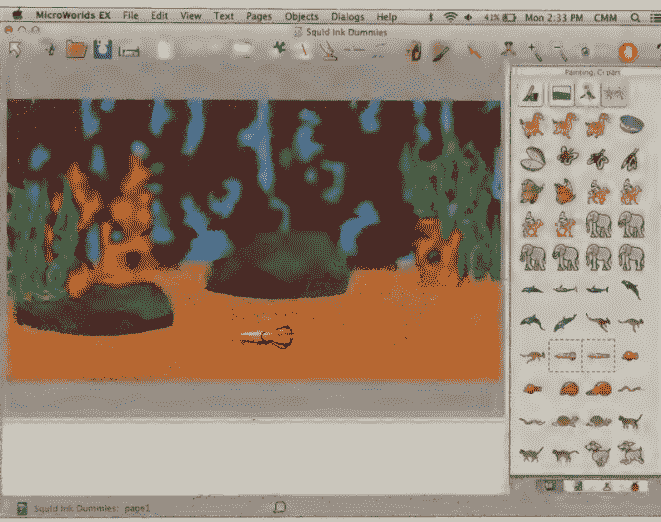 MicroWorlds EX File Edit View Text Pages Objects Dialogs Help 41% Mon 2:33 PM CMM
Squid Ink Dummies
Painting/Clipart
Squid Ink Dummies: page1